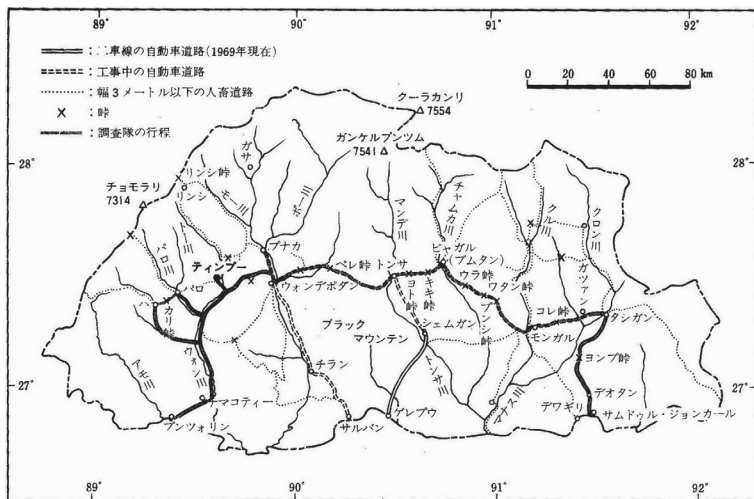 89°
90°
91°
92°
:二車線の自動車道路(1969年現在)
:工事中の自動車道路
:幅3メートル以下の人畜道路
× :峠
:調査隊の行程
0 20 40 60 80 km
クーラカンリ
△ 7554
ガンケルプンツム
7541 △
28°
28°
チョモラリ
7314
リンシ峠
リンシ
ガサ
モー川
ポー川
マンデ川
チャムカ川
クル川
クロン川
パロ川
プナカ
ティンプー
パロ
ハ
カリ峠
ウォンデポダン
ペレ峠
トンサ
ビャガル
(ブムタン)
ヨト峠
キキ峠
ウラ峠
プンシ峠
ワタン峠
ガツァン
コレ峠
タシガン
モンガル
ブラック
マウンテン
シェムガン
ヨンプ峠
27°
27°
アモ川
ウォン川
チラン
トンサ川
マナス川
デオタン
デワギリ
サムドゥル・ジョンカール
マコティー
プンツォリン
サルバン
ゲレプウ
89°
90°
91°
92°